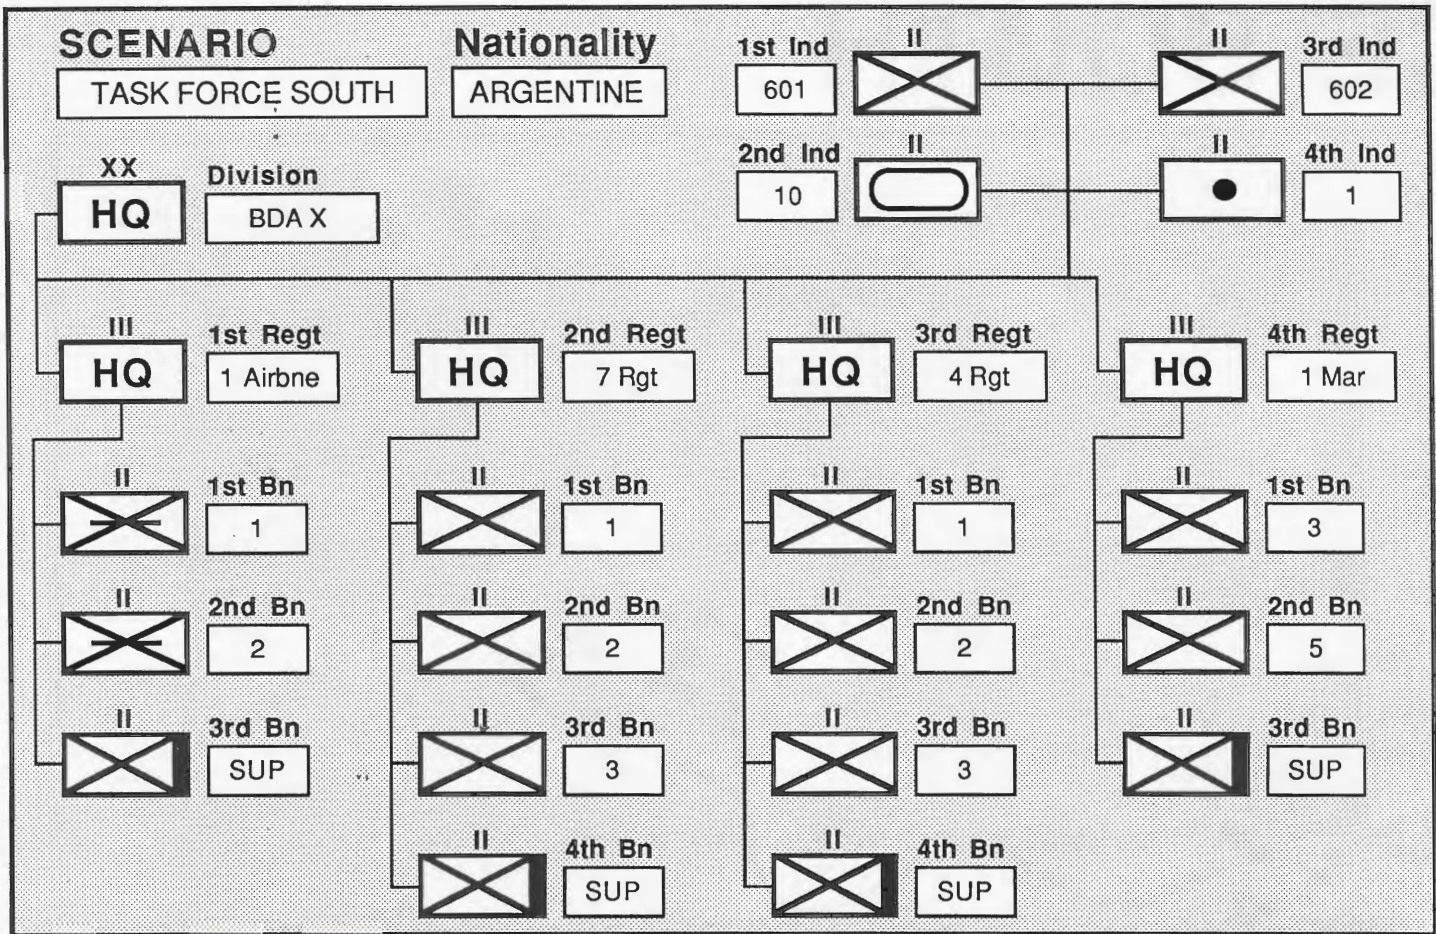 SCENARIO
Nationality
TASK FORCE SOUTH
ARGENTINE
1st Ind
II
601
II
3rd Ind
602
2nd Ind
II
10
II
4th Ind
1
XX
HQ
Division
BDA X
III
HQ
1st Regt
1 Airbne
III
HQ
2nd Regt
7 Rgt
III
HQ
3rd Regt
4 Rgt
III
HQ
4th Regt
1 Mar
II
1st Bn
1
II
1st Bn
1
II
1st Bn
1
II
1st Bn
3
II
2nd Bn
2
II
2nd Bn
2
II
2nd Bn
2
II
2nd Bn
5
II
3rd Bn
SUP
II
3rd Bn
3
II
3rd Bn
3
II
3rd Bn
SUP
II
4th Bn
SUP
II
4th Bn
SUP